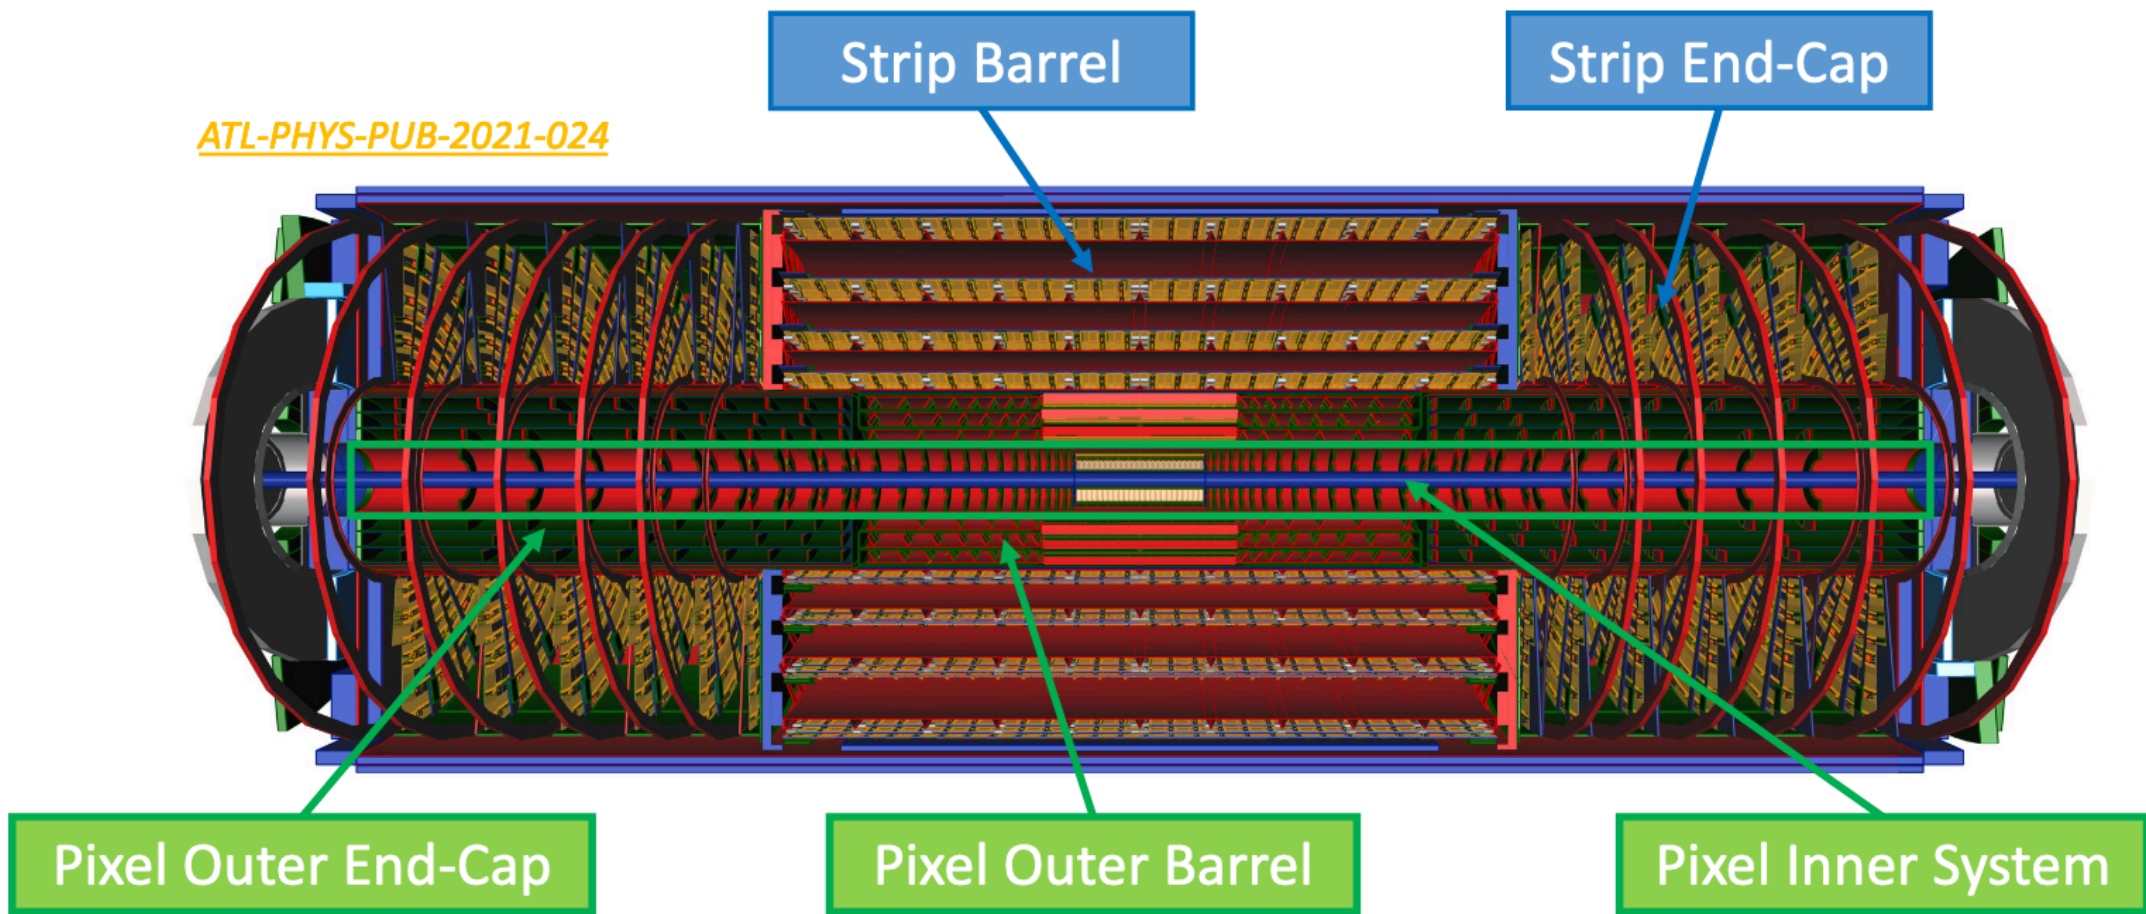 Strip Barrel
Strip End-Cap
ATL-PHYS-PUB-2021-024
Pixel Outer End-Cap
Pixel Outer Barrel
Pixel Inner System